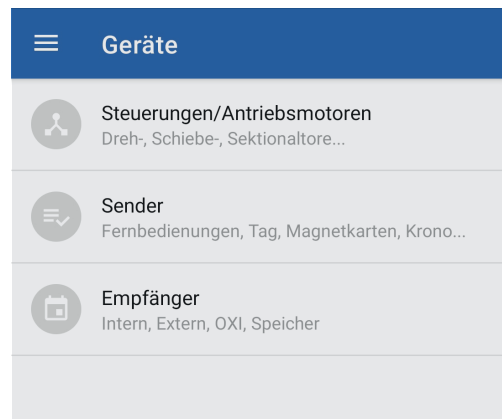 Geräte
Steuerungen/Antriebsmotoren
Dreh-, Schiebe-, Sektionaltore...
Sender
Fernbedienungen, Tag, Magnetkarten, Krono...
Empfänger
Intern, Extern, OXI, Speicher